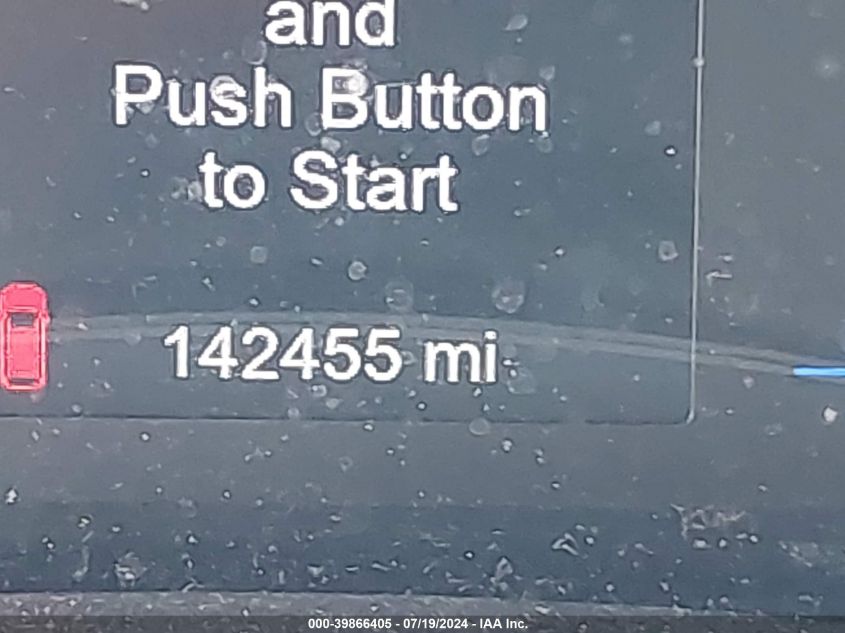 and
Push Button
to Start
142455 mi
000-39866405 - 07/19/2024 - IAA Inc.